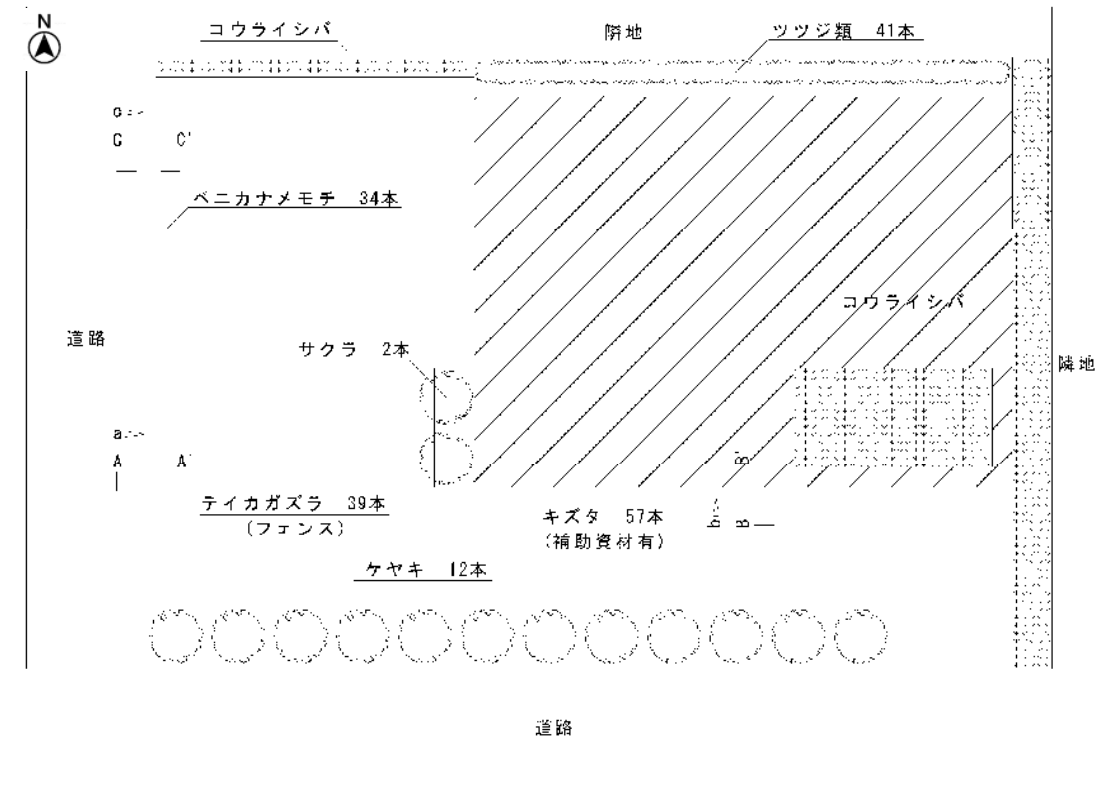 N
コウライシバ
隣地
ツツジ類 41本
G C'
ベニカナメモチ 34本
コウライシバ
道路
サクラ 2本
隣地
a
A A'
B'
テイカカズラ 39本
(フェンス)
キズタ 57本
(補助資材有)
b B
ケヤキ 12本
道路